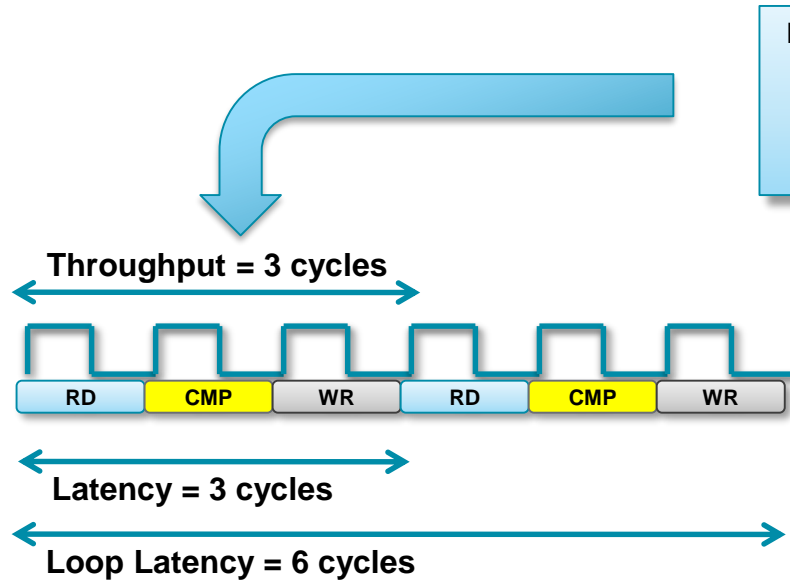 Throughput = 3 cycles
RD CMP WR RD CMP WR
Latency = 3 cycles
Loop Latency = 6 cycles